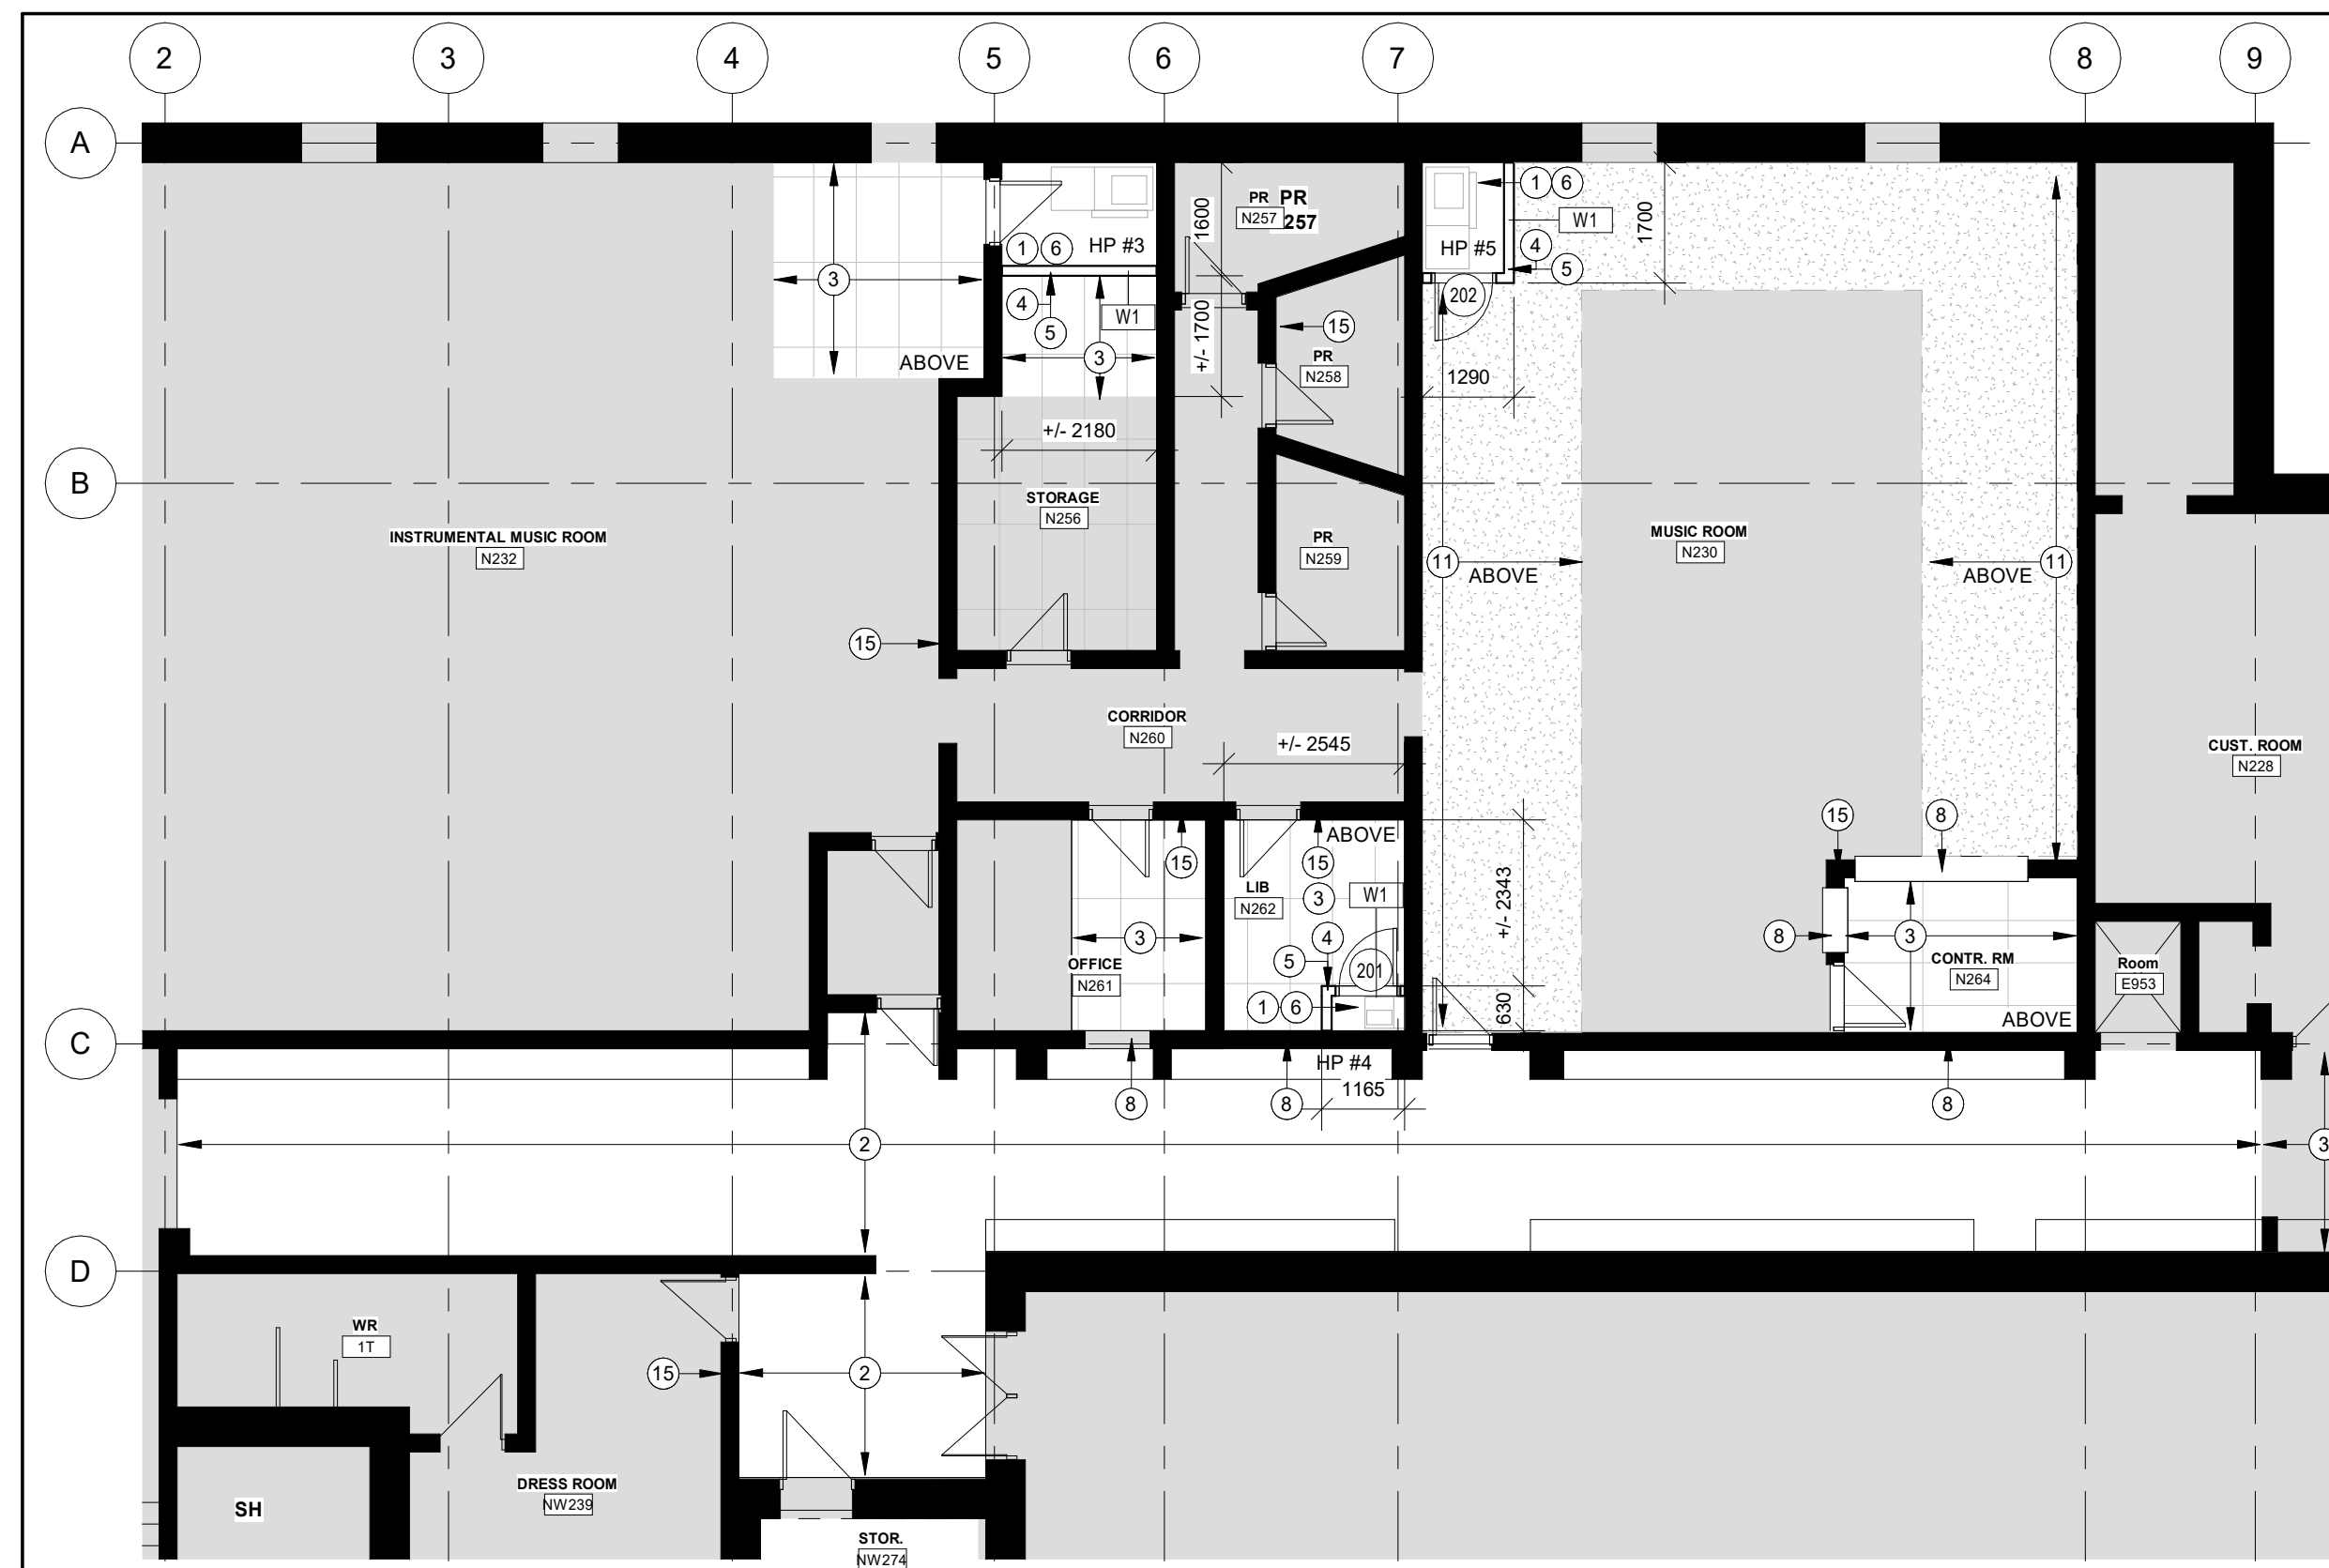 2 3 4 5 6 7 8 9
A
PR PR
N257 257
1 6
W1
HP #3
1 6
HP #5
4
5
1600
1700
3
ABOVE
4
5
W1
3
202
15
+/- 1700
PR
N258
1290
+/- 2180
B
STORAGE
N256
INSTRUMENTAL MUSIC ROOM
N232
PR
N259
MUSIC ROOM
N230
11
ABOVE
ABOVE
11
15
CORRIDOR
N260
+/- 2545
CUST. ROOM
N228
15
8
ABOVE
15
15
LIB
N262
3
W1
+/- 2343
3
4
5
201
8
3
OFFICE
N261
CONTR. RM
N264
Room
E953
1 6
630
ABOVE
C
HP #4
1165
8
8
8
2
3
D
WR
1T
15
2
DRESS ROOM
NW239
SH
STOR.
NW274